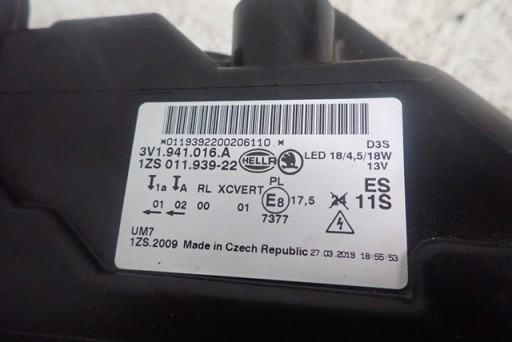 *0119392200206110.* D3S
3V1.941.016.A HELLA LED 18/4,5/18W
1ZS 011.939-22 13V
1a A RL XCVERT PL ES
01 02 00 01 E8 17,5 24 11S
7377
UM7
1ZS.2009 Made in Czech Republic 27.03.2019 18:55:53